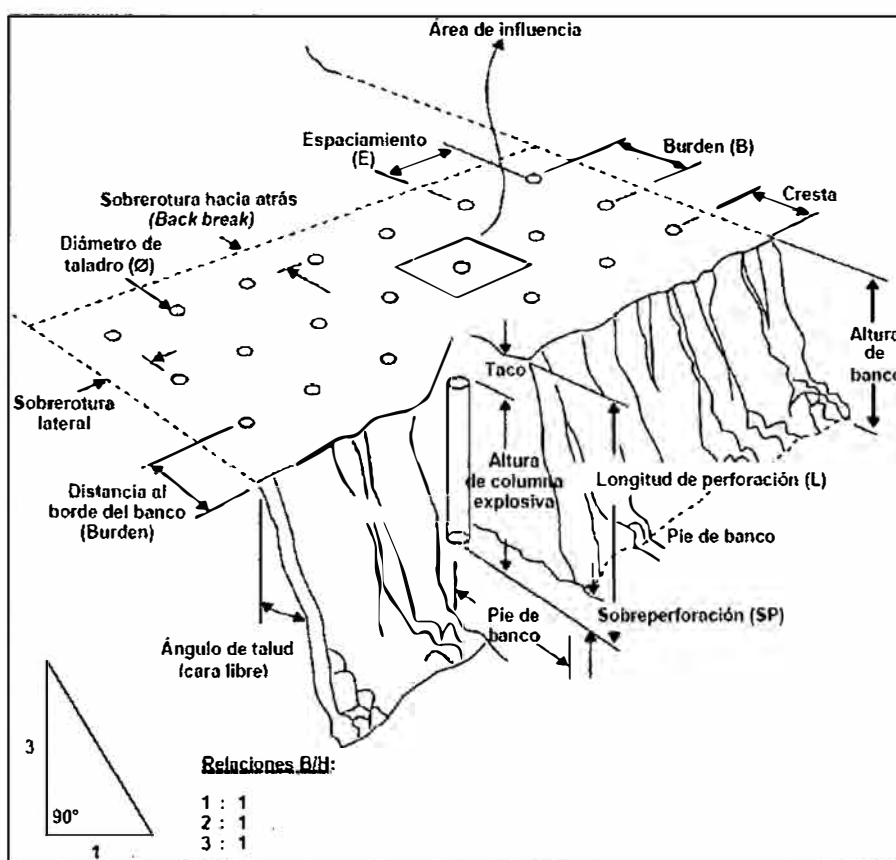 Área de influencia
Espaciamiento
(E)
Burden (B)
Sobrerotura hacia atrás
(Back break)
Cresta
Diámetro de
taladro (Ø)
Altura
de
banco
Taco
Sobrerotura
lateral
Altura
de columna
explosiva
Longitud de perforación (L)
Distancia al
borde del banco
(Burden)
Pie de banco
Pie de
banco
Sobreperforación (SP)
Ángulo de talud
(cara libre)
3
90°
1
Relaciones B/H:
1 : 1
2 : 1
3 : 1